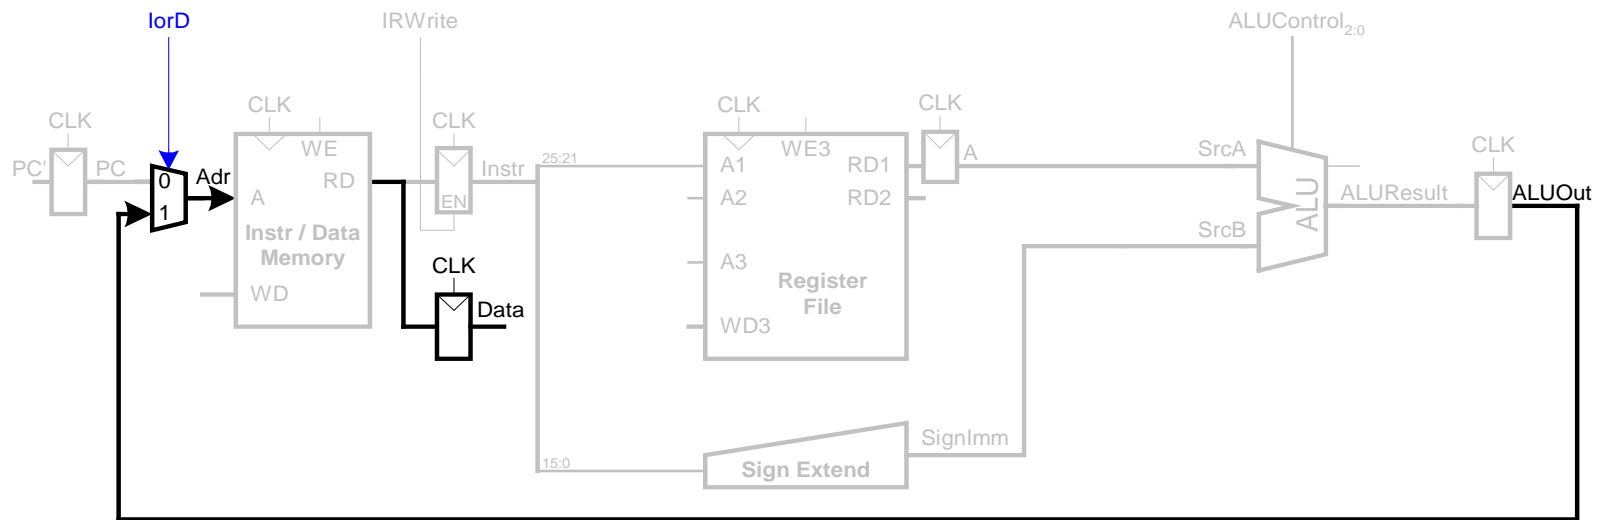 IorD
IRWrite
ALUControl2:0
CLK
CLK
CLK
CLK
CLK
CLK
PC'
PC
0
1
Adr
WE
RD
A
Instr / Data
Memory
WD
EN
Instr
CLK
Data
25:21
15:0
A1
A2
A3
WD3
WE3
RD1
RD2
Register
File
A
SrcA
SrcB
ALU
ALUResult
ALUOut
SignImm
Sign Extend